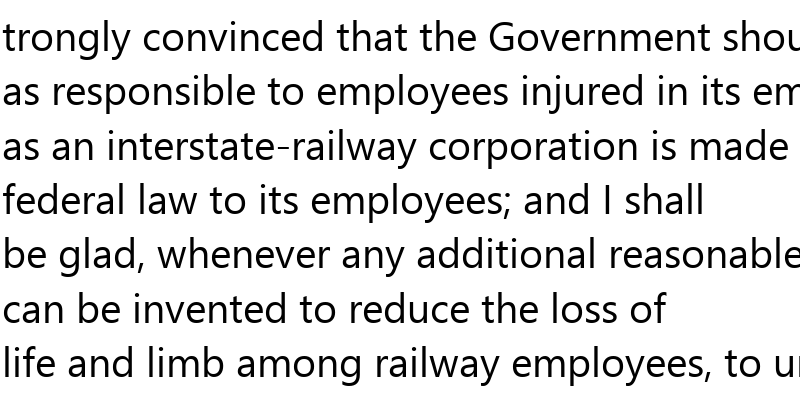 trongly convinced that the Government shou
as responsible to employees injured in its em
as an interstate-railway corporation is made
federal law to its employees; and I shall
be glad, whenever any additional reasonable
can be invented to reduce the loss of
life and limb among railway employees, to u